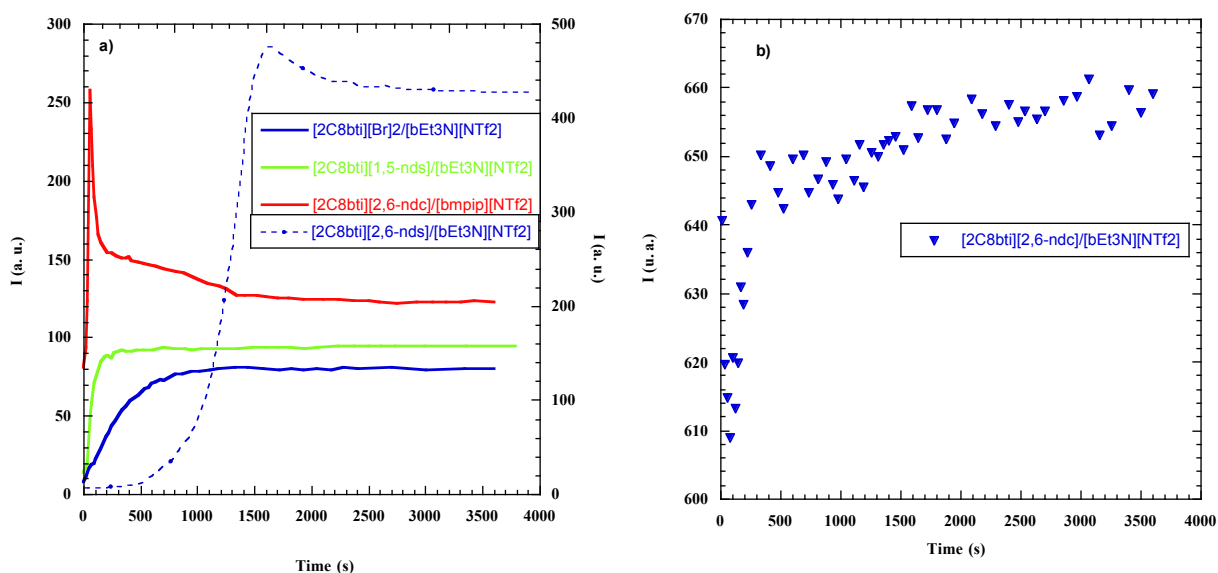 a)
300
250
200
150
100
50
0
I (a. u.)
500
400
300
200
100
0
I (a. u.)
[2C8bti][Br]2/[bEt3N][NTf2]
[2C8bti][1,5-nds]/[bEt3N][NTf2]
[2C8bti][2,6-ndc]/[bmpip][NTf2]
[2C8bti][2,6-nds]/[bEt3N][NTf2]
0 500 1000 1500 2000 2500 3000 3500 4000
Time (s)
b)
670
660
650
640
630
620
610
600
I (u. a.)
[2C8bti][2,6-ndc]/[bEt3N][NTf2]
0 500 1000 1500 2000 2500 3000 3500 4000
Time (s)